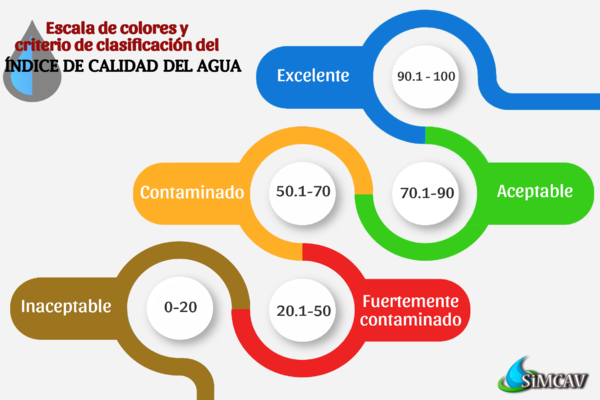 Escala de colores y
criterio de clasificación del
ÍNDICE DE CALIDAD DEL AGUA
Excelente
90.1 - 100
Contaminado
50.1-70
70.1-90
Aceptable
Inaceptable
0-20
20.1-50
Fuertemente
contaminado
SiMCAV